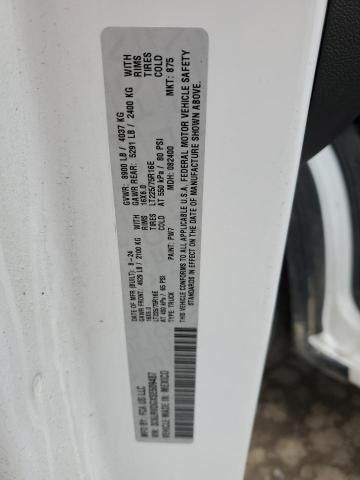 MFG BY: FCA US LLC
DATE OF MFR (BUILT): 8-24
GVWR: 8900 LB / 4037 KG
GAWR FRONT: 4629 LB / 2100 KG
WITH
16X6.0
RIMS
LT225/75R16E
TIRES
AT 450 kPa / 65 PSI
COLD
GAWR REAR: 5291 LB / 2400 KG
WITH
16X6.0
RIMS
LT225/75R16E
TIRES
AT 550 kPa / 80 PSI
COLD
TYPE: TRUCK
PAINT: PW7
MDH: 082400
MKT: 875
THIS VEHICLE CONFORMS TO ALL APPLICABLE U.S.A. FEDERAL MOTOR VEHICLE SAFETY
STANDARDS IN EFFECT ON THE DATE OF MANUFACTURE SHOWN ABOVE.
VEHICLE MADE IN: MEXICO